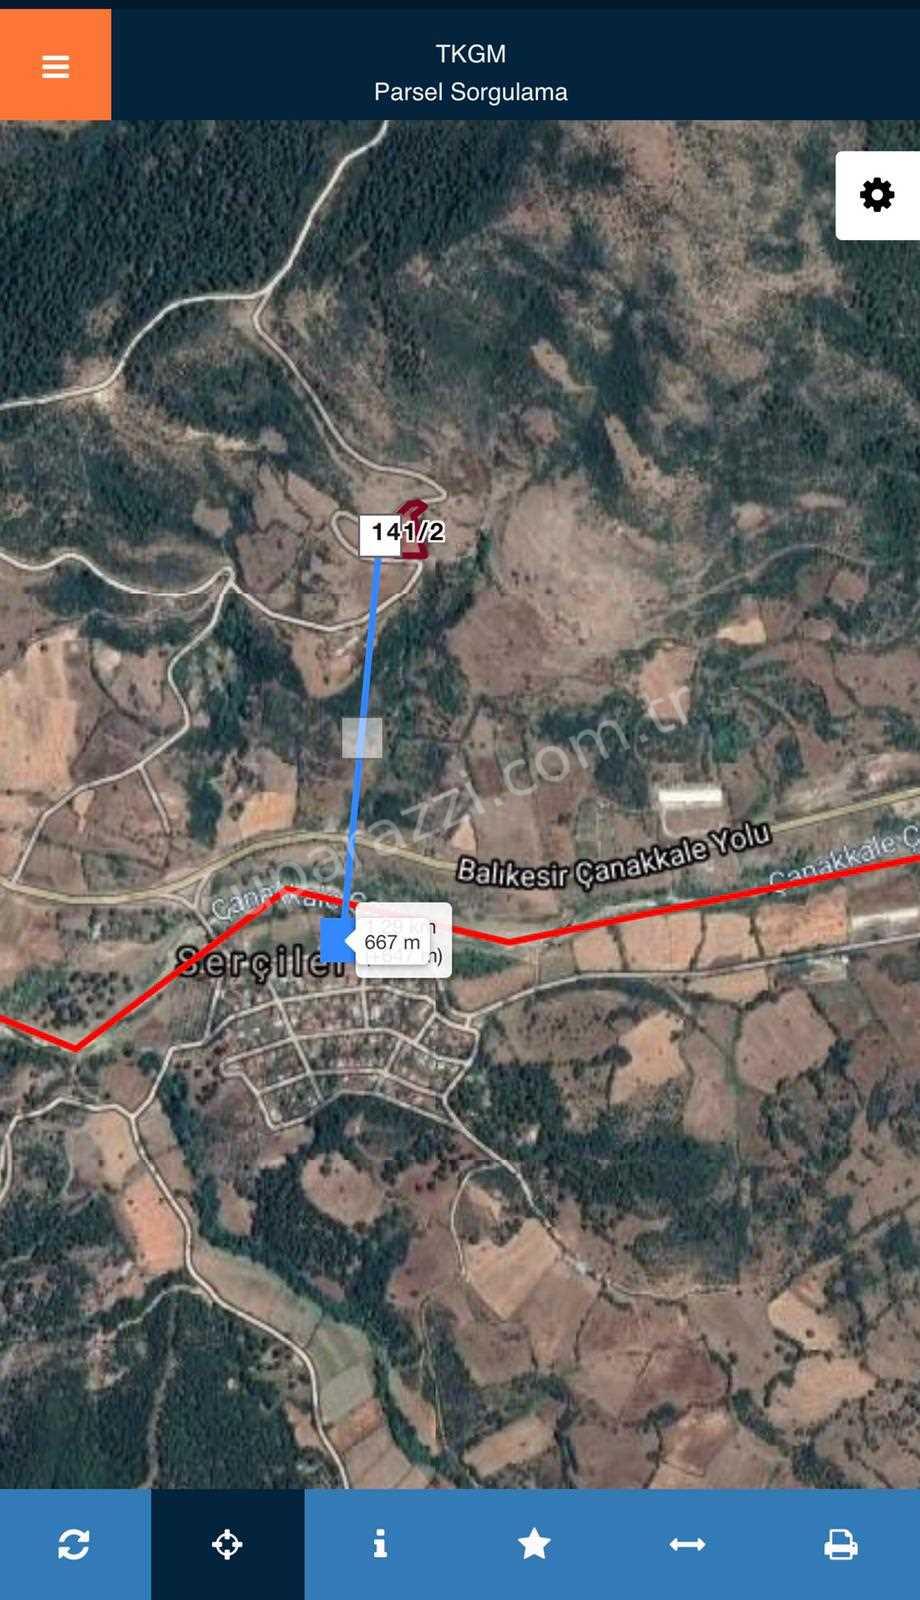 TKGM
Parsel Sorgulama
141/2
Balıkesir Çanakkale Yolu
Çanakkale
Serçiler
667 m